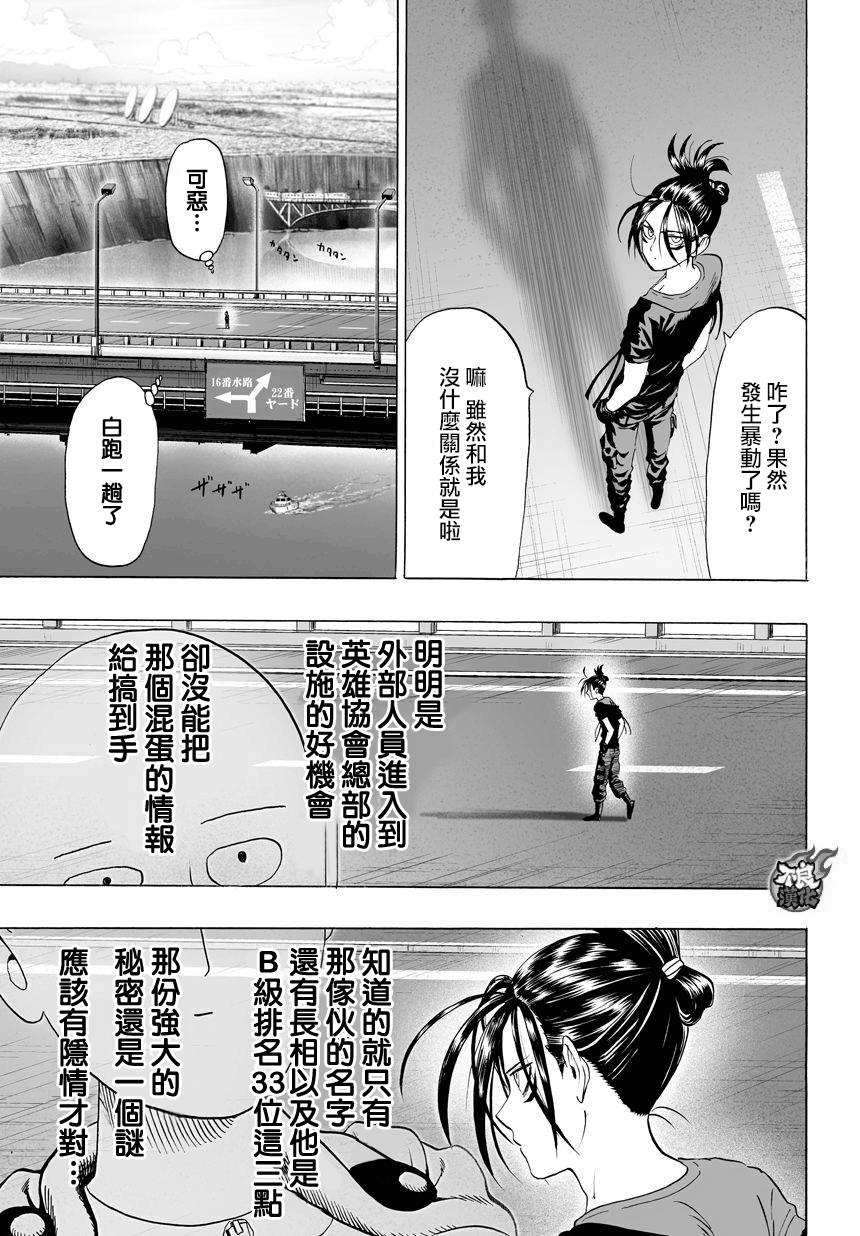 咋了?果然
發生暴動了嗎?
嘛 雖然和我
沒什麼關係就是啦
可惡…
カタタン
カタタン
16番水路
22番
ヤード
白跑一趟了
ザザザ…
明明是
外部人員進入到
英雄協會總部的
設施的好機會
卻沒能把
那個混蛋的情報
給搞到手
不良
漢化
知道的就只有
那傢伙的名字
還有長相以及他是
B級排名33位這三點
那份強大的
秘密還是一個謎
應該有隱情才對…